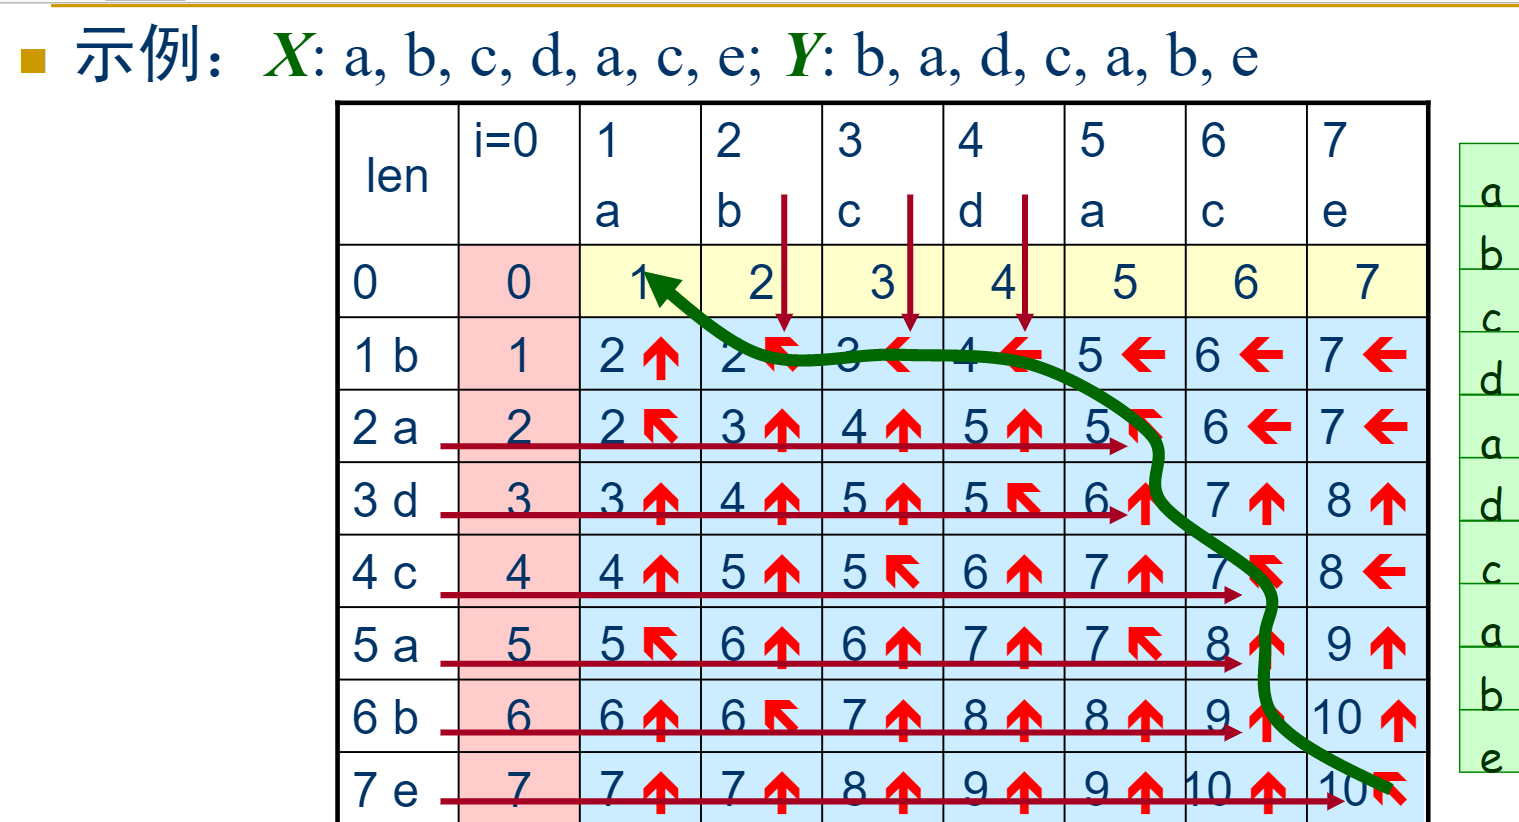 示例：X: a, b, c, d, a, c, e; Y: b, a, d, c, a, b, e
len i=0 1 2 3 4 5 6 7
a b c d a c e
0 0 1 2 3 4 5 6 7
1 b 1 2 2 3 4 5 6 7
2 a 2 2 3 4 5 5 6 7
3 d 3 3 4 5 5 6 7 8
4 c 4 4 5 5 6 7 7 8
5 a 5 5 6 6 7 7 8 9
6 b 6 6 6 7 8 8 9 10
7 e 7 7 7 8 9 9 10 10
a
b
c
d
a
d
c
a
b
e